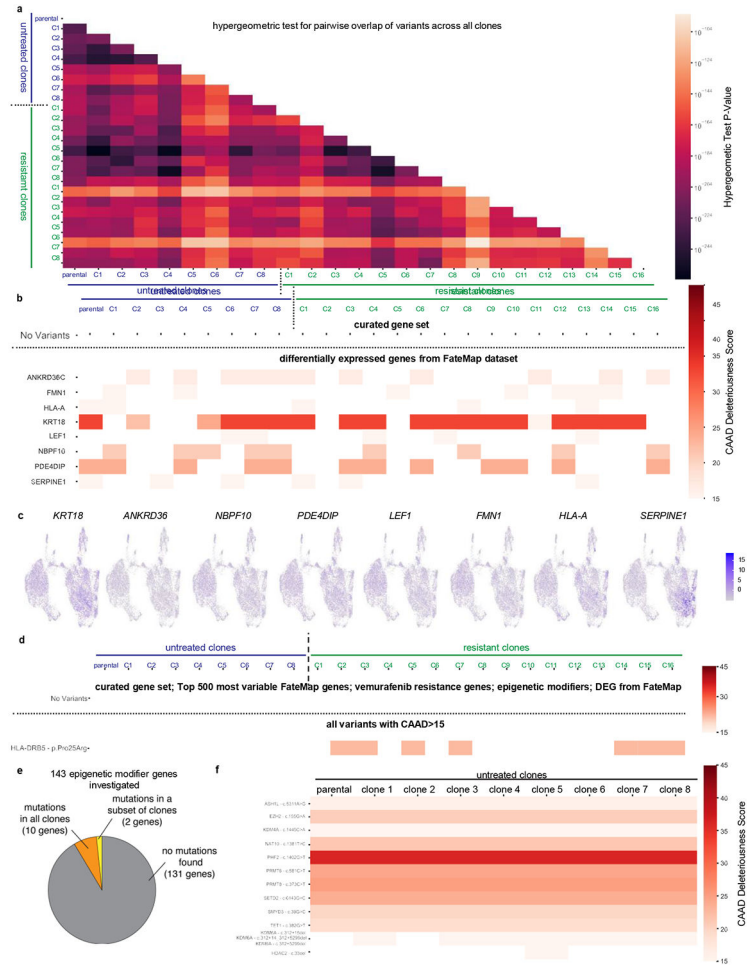 a
hypergeometric test for pairwise overlap of variants across all clones
parental
C1
C2
C3
C4
C5
C6
C7
C8
C1
C2
C3
C4
C5
C6
C7
C8
C1
C2
C3
C4
C5
C6
C7
C8
untreated clones
resistamt clones
Hypergeometic Test P-Value
parental C1 C2 C3 C4 C5 C6 C7 C8 C1 C2 C3 C4 C5 C6 C7 C8 C9 C10 C11 C12 C13 C14 C15 C16
untreated clones
resistant clones
b
untreated clones
resistant clones
parental C1 C2 C3 C4 C5 C6 C7 C8 C1 C2 C3 C4 C5 C6 C7 C8 C9 C10 C11 C12 C13 C14 C15 C16
curated gene set
No Variants
differentially expressed genes from FateMap dataset
ANKRD36C
FMN1
HLA-A
KRT18
LEF1
NBPF10
PDE4DIP
SERPINE1
45
40
35
30
25
20
15
CAAD Deleteriousness Score
c
KRT18 ANKRD36 NBPF10 PDE4DIP LEF1 FMN1 HLA-A SERPINE1
15
10
5
0
d
untreated clones
resistant clones
parental C1 C2 C3 C4 C5 C6 C7 C8 C1 C2 C3 C4 C5 C6 C7 C8 C9 C10 C11 C12 C13 C14 C15 C16
No Variants
curated gene set; Top 500 most variable FateMap genes; vemurafenib resistance genes; epigenetic modifiers; DEG from FateMap
all variants with CAAD>15
HLA-DRB5 - p.Pro25Arg
45
30
15
e
143 epigenetic modifier genes
investigated
mutations
in all clones
(10 genes)
mutations in a
subset of clones
(2 genes)
no mutations
found
(131 genes)
f
untreated clones
parental clone 1 clone 2 clone 3 clone 4 clone 5 clone 6 clone 7 clone 8
45
40
35
30
25
20
15
CAAD Deleteriousness Score